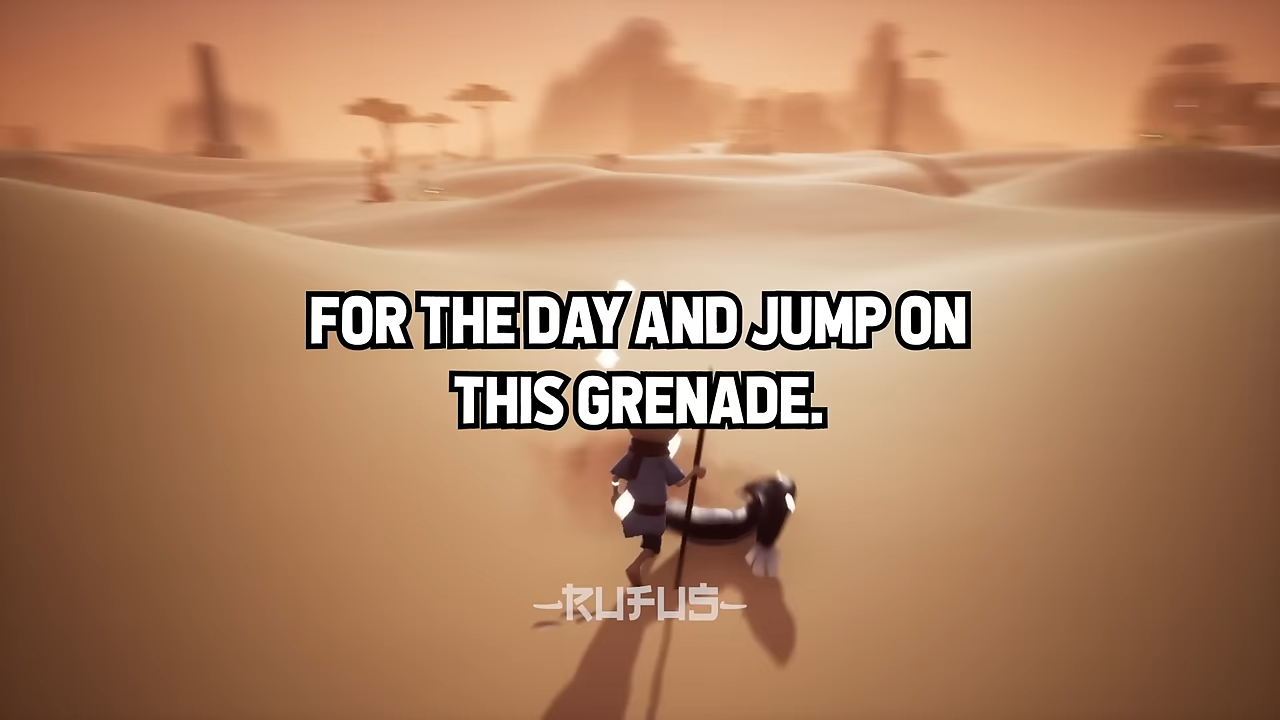 FOR THE DAY AND JUMP ON
THIS GRENADE.
-RUFUS-